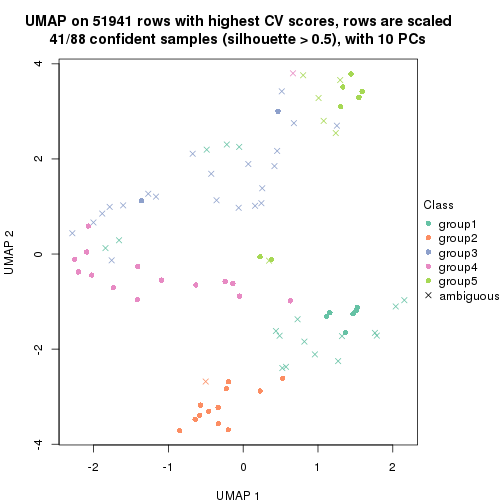 UMAP on 51941 rows with highest CV scores, rows are scaled
41/88 confident samples (silhouette > 0.5), with 10 PCs
4
2
0
-2
-4
UMAP 2
-2
-1
0
1
2
UMAP 1
Class
group1
group2
group3
group4
group5
ambiguous